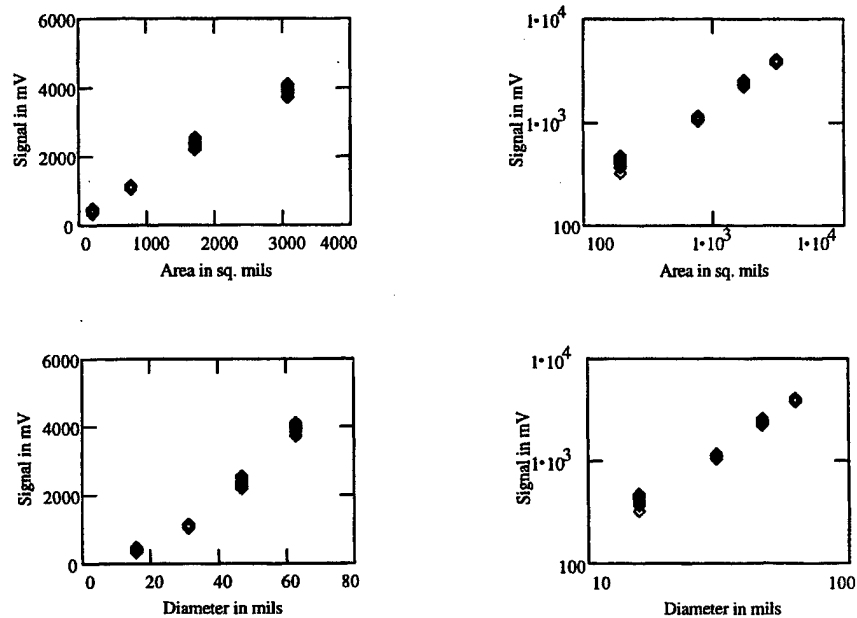 6000
4000
2000
0
Signal in mV
0 1000 2000 3000 4000
Area in sq. mils
1•10^4
1•10^3
100
Signal in mV
100 1•10^3 1•10^4
Area in sq. mils
6000
4000
2000
0
Signal in mV
0 20 40 60 80
Diameter in mils
1•10^4
1•10^3
100
Signal in mV
10 100
Diameter in mils